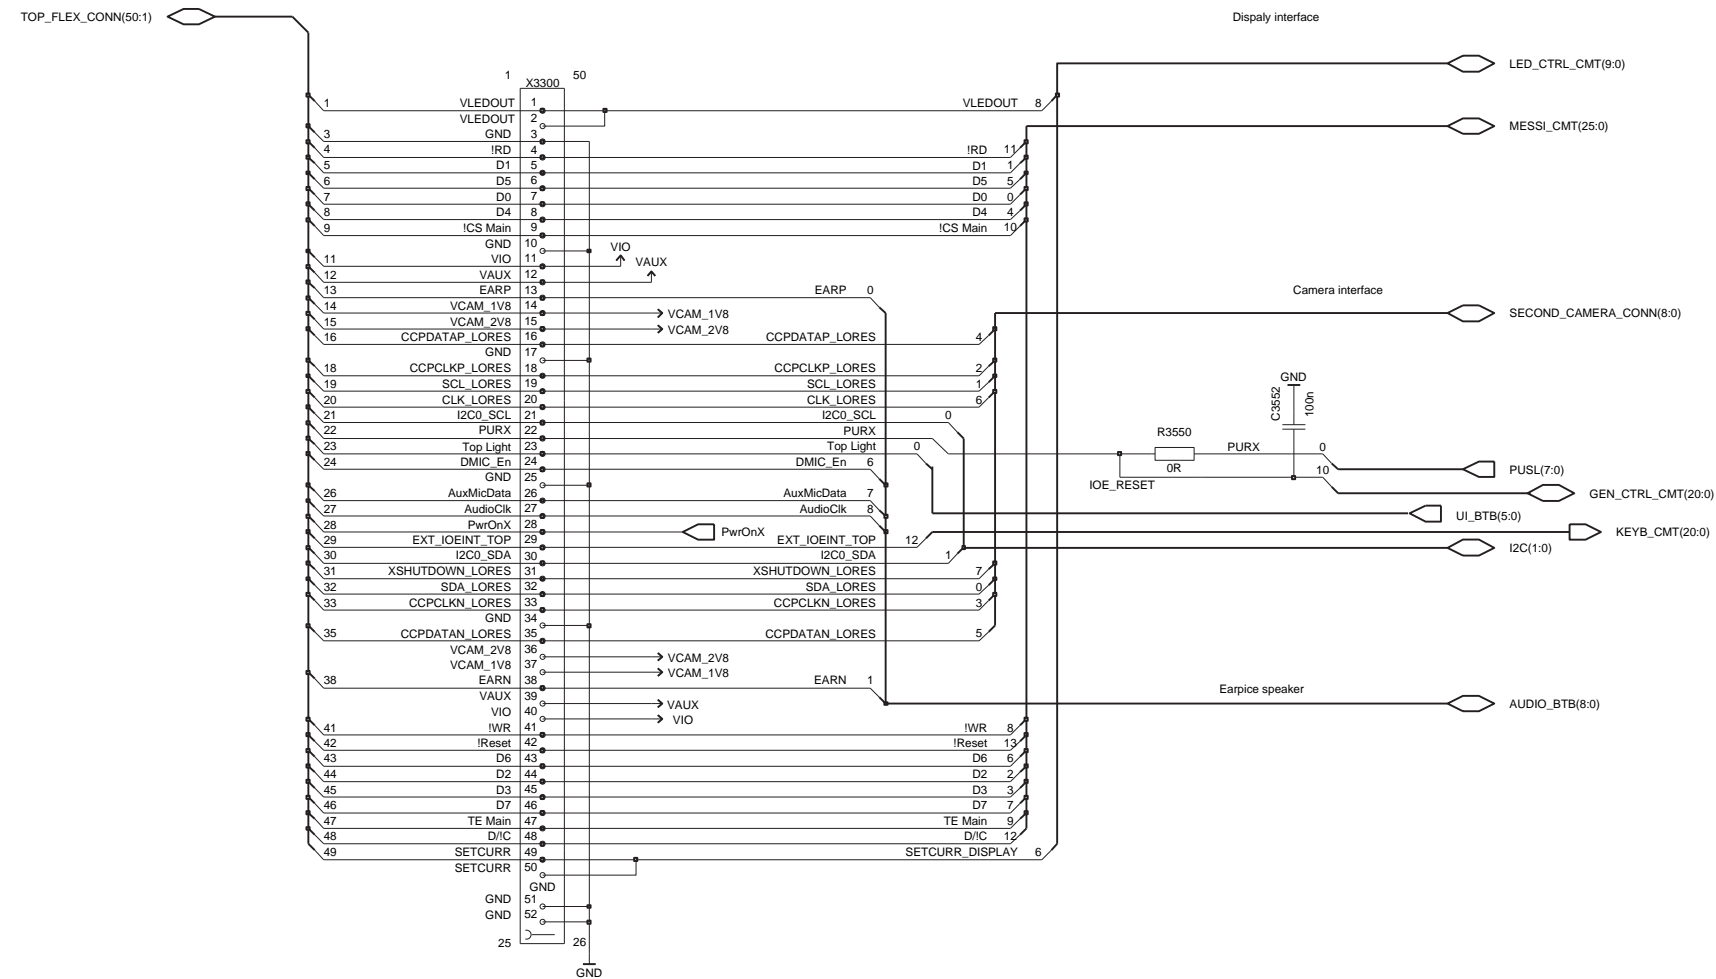 TOP_FLEX_CONN(50:1)
Dispaly interface
LED_CTRL_CMT(9:0)
1 50
X3300
1 VLEDOUT 1 VLEDOUT 8
VLEDOUT 2
MESSI_CMT(25:0)
3 GND 3
4 !RD 4 !RD 11
5 D1 5 D1 1
6 D5 6 D5 5
7 D0 7 D0 0
8 D4 8 D4 4
9 !CS Main 9 !CS Main 10
GND 10
VIO
11 VIO 11
VAUX
12 VAUX 12
13 EARP 13 EARP 0
Camera interface
14 VCAM_1V8 14 VCAM_1V8
SECOND_CAMERA_CONN(8:0)
15 VCAM_2V8 15 VCAM_2V8
16 CCPDATAP_LORES 16 CCPDATAP_LORES 4
GND 17
18 CCPCLKP_LORES 18 CCPCLKP_LORES 2
GND
19 SCL_LORES 19 SCL_LORES 1
20 CLK_LORES 20 CLK_LORES 6
C3552
100n
21 I2C0_SCL 21 I2C0_SCL 0
22 PURX 22 PURX
R3550
23 Top Light 23 Top Light 0
PURX 0
24 DMIC_En 24 DMIC_En 6
0R
10
PUSL(7:0)
GND 25
IOE_RESET
26 AuxMicData 26 AuxMicData 7
GEN_CTRL_CMT(20:0)
27 AudioClk 27 AudioClk 8
UI_BTB(5:0)
28 PwrOnX 28 PwrOnX
KEYB_CMT(20:0)
29 EXT_IOEINT_TOP 29 EXT_IOEINT_TOP 12
I2C(1:0)
30 I2C0_SDA 30 I2C0_SDA 1
31 XSHUTDOWN_LORES 31 XSHUTDOWN_LORES 7
32 SDA_LORES 32 SDA_LORES 0
33 CCPCLKN_LORES 33 CCPCLKN_LORES 3
GND 34
35 CCPDATAN_LORES 35 CCPDATAN_LORES 5
VCAM_2V8 36 VCAM_2V8
VCAM_1V8 37 VCAM_1V8
38 EARN 38 EARN 1
Earpice speaker
VAUX 39 VAUX
AUDIO_BTB(8:0)
VIO 40 VIO
41 !WR 41 !WR 8
42 !Reset 42 !Reset 13
43 D6 43 D6 6
44 D2 44 D2 2
45 D3 45 D3 3
46 D7 46 D7 7
47 TE Main 47 TE Main 9
48 D/!C 48 D/!C 12
49 SETCURR 49 SETCURR_DISPLAY 6
SETCURR 50
GND
GND 51
GND 52
25 26
GND